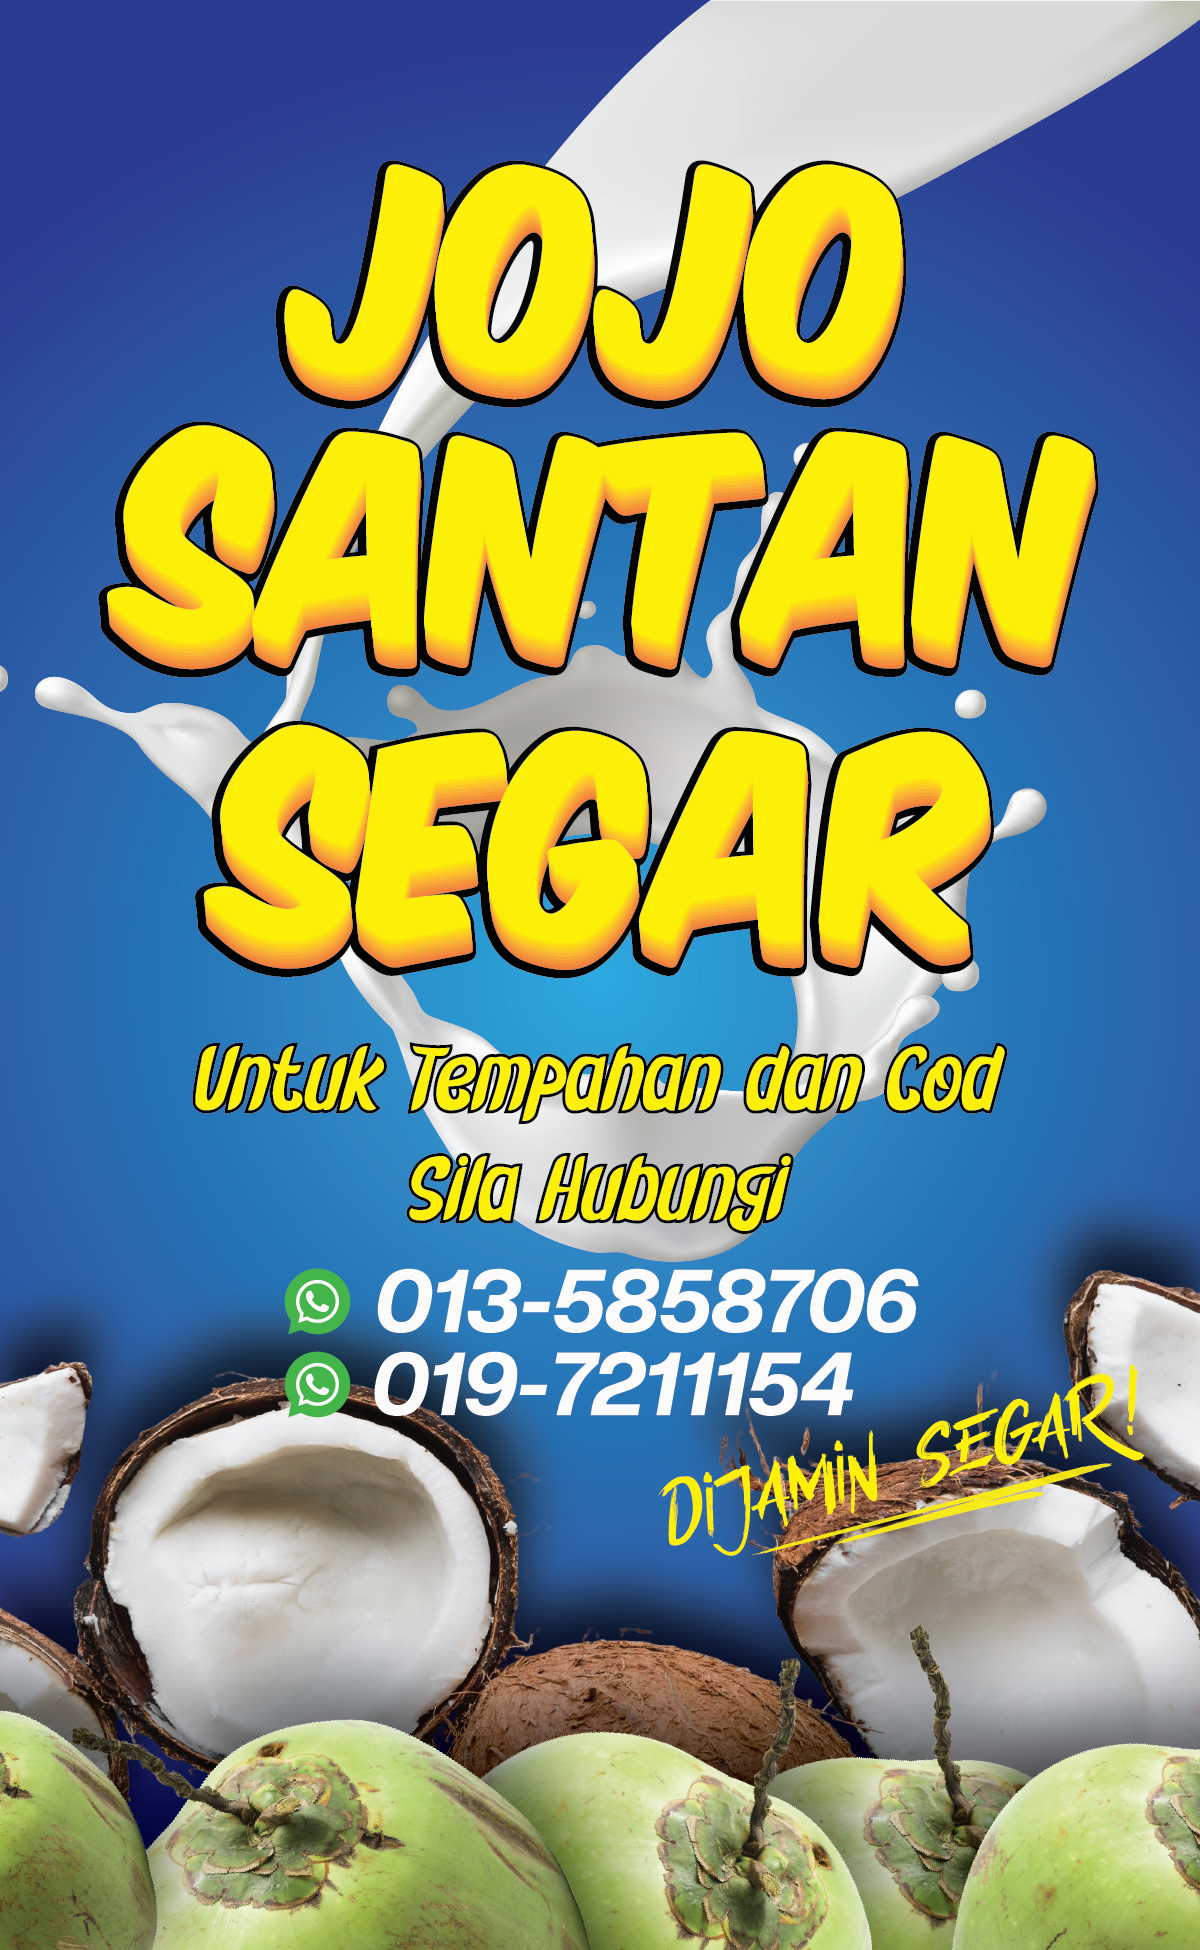 JOJO
SANTAN
SEGAR
Untuk Tempahan dan Cod
Sila Hubungi
013-5858706
019-7211154
DiJAMiN SEGAR!